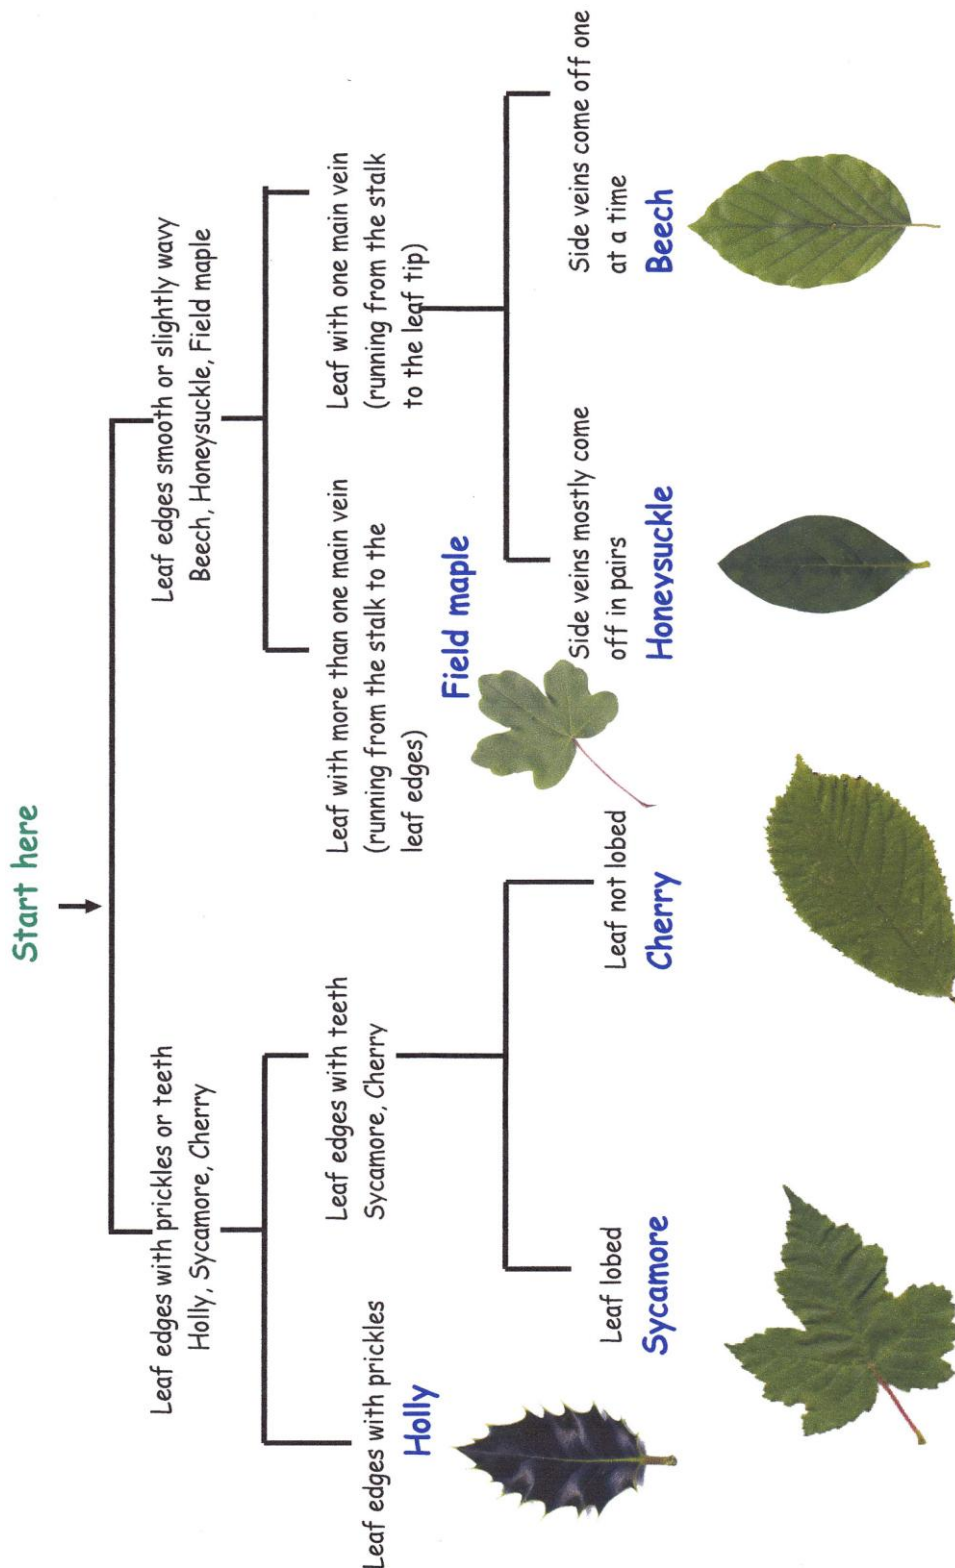 Start here
Leaf edges with prickles or teeth
Holly, Sycamore, Cherry
Leaf edges smooth or slightly wavy
Beech, Honeysuckle, Field maple
Leaf edges with prickles
Holly
Leaf edges with teeth
Sycamore, Cherry
Leaf with more than one main vein
(running from the stalk to the
leaf edges)
Field maple
Leaf with one main vein
(running from the stalk
to the leaf tip)
Leaf lobed
Sycamore
Leaf not lobed
Cherry
Side veins mostly come
off in pairs
Honeysuckle
Side veins come off one
at a time
Beech